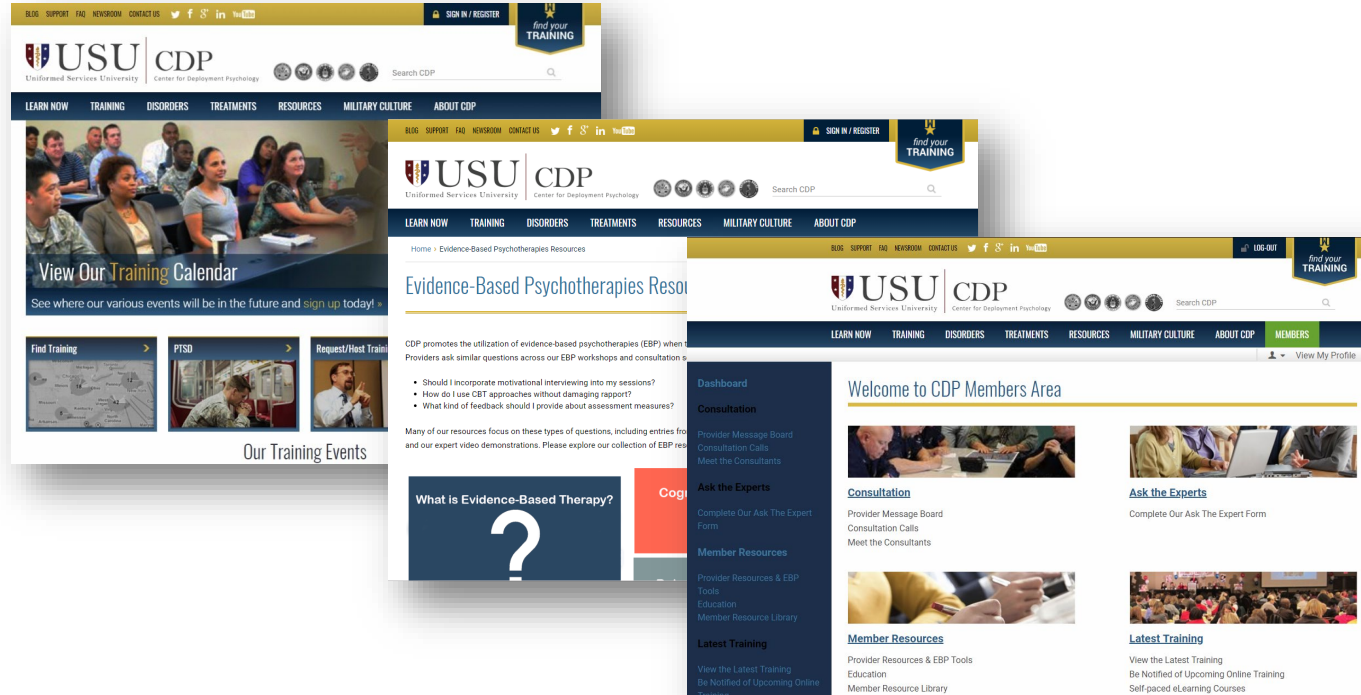 BLOG SUPPORT FAQ NEWSROOM CONTACT US
You Tube
SIGN IN / REGISTER
find your
TRAINING
USU
Uniformed Services University
CDP
Center for Deployment Psychology
Search CDP
LEARN NOW TRAINING DISORDERS TREATMENTS RESOURCES MILITARY CULTURE ABOUT CDP
View Our Training Calendar
See where our various events will be in the future and sign up today! »
Find Training
PTSD
Request/Host Traini
Our Training Events
BLOG SUPPORT FAQ NEWSROOM CONTACT US
You Tube
SIGN IN / REGISTER
find your
TRAINING
USU
Uniformed Services University
CDP
Center for Deployment Psychology
Search CDP
LEARN NOW TRAINING DISORDERS TREATMENTS RESOURCES MILITARY CULTURE ABOUT CDP
Home › Evidence-Based Psychotherapies Resources
Evidence-Based Psychotherapies Resou
CDP promotes the utilization of evidence-based psychotherapies (EBP) when t
Providers ask similar questions across our EBP workshops and consultation s
• Should I incorporate motivational interviewing into my sessions?
• How do I use CBT approaches without damaging rapport?
• What kind of feedback should I provide about assessment measures?
Many of our resources focus on these types of questions, including entries fro
and our expert video demonstrations. Please explore our collection of EBP res
What is Evidence-Based Therapy?
?
Cog
BLOG SUPPORT FAQ NEWSROOM CONTACT US
You Tube
LOG-OUT
find your
TRAINING
USU
Uniformed Services University
CDP
Center for Deployment Psychology
Search CDP
LEARN NOW TRAINING DISORDERS TREATMENTS RESOURCES MILITARY CULTURE ABOUT CDP MEMBERS
View My Profile
Dashboard
Consultation
Provider Message Board
Consultation Calls
Meet the Consultants
Ask the Experts
Complete Our Ask The Expert
Form
Member Resources
Provider Resources & EBP
Tools
Education
Member Resource Library
Latest Training
View the Latest Training
Be Notified of Upcoming Online
Training
Welcome to CDP Members Area
Consultation
Provider Message Board
Consultation Calls
Meet the Consultants
Ask the Experts
Complete Our Ask The Expert Form
Member Resources
Provider Resources & EBP Tools
Education
Member Resource Library
Latest Training
View the Latest Training
Be Notified of Upcoming Online Training
Self-paced eLearning Courses